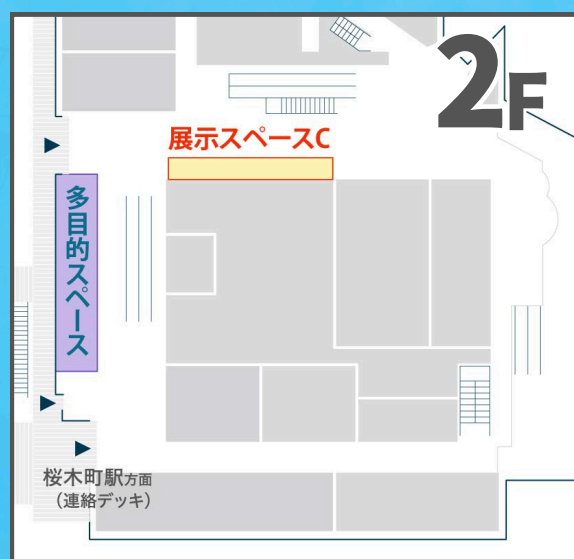 2F
展示スペースC
多目的スペース
桜木町駅方面
（連絡デッキ）